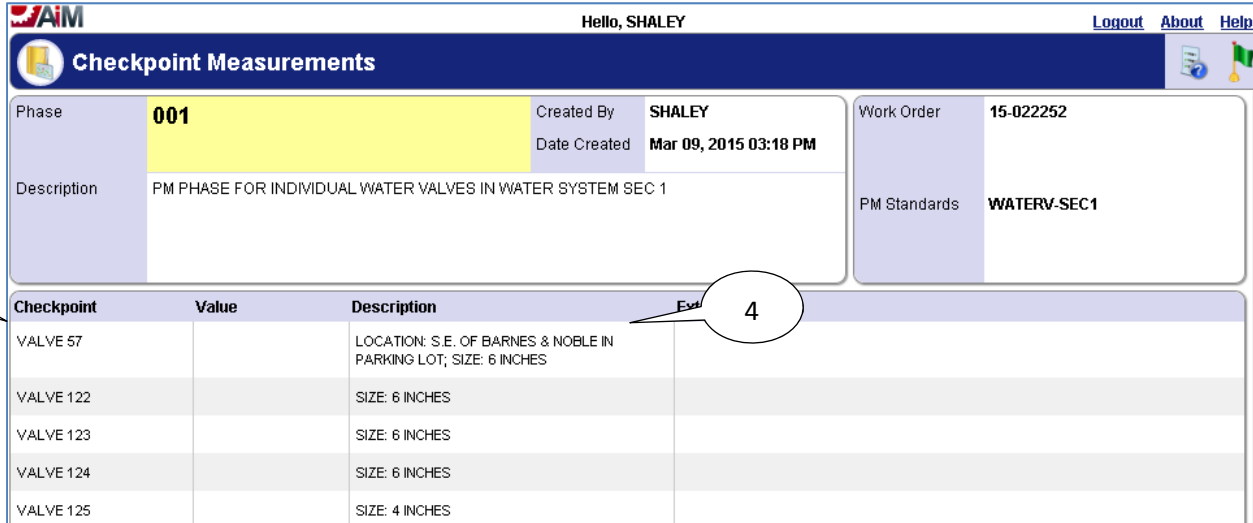 AiM
Hello, SHALEY
Logout About Help
Checkpoint Measurements
Phase 001 Created By SHALEY
Date Created Mar 09, 2015 03:18 PM
Description PM PHASE FOR INDIVIDUAL WATER VALVES IN WATER SYSTEM SEC 1
Work Order 15-022252
PM Standards WATERV-SEC1
Checkpoint Value Description
4
VALVE 57 LOCATION: S.E. OF BARNES & NOBLE IN
PARKING LOT; SIZE: 6 INCHES
VALVE 122 SIZE: 6 INCHES
VALVE 123 SIZE: 6 INCHES
VALVE 124 SIZE: 6 INCHES
VALVE 125 SIZE: 4 INCHES